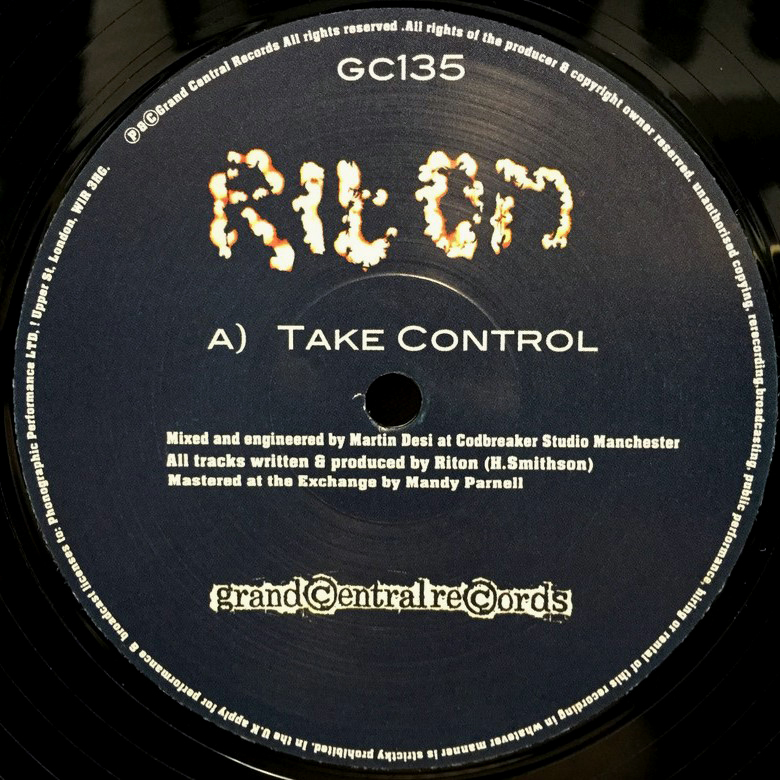 ℗&©Grand Central Records All rights reserved .All rights of the producer & copyright owner reserved. unauthorised copying, rerecording,broadcasting, public performance, hiring or rental of this recording in whatever manner is strictky prohibited. In the U.K apply for performance & broadcast licenses to: Phonographic Performance LTD. 1 Upper St. London, W1R 3HG.
GC135
RITON
A) TAKE CONTROL
Mixed and engineered by Martin Desi at Codbreaker Studio Manchester
All tracks written & produced by Riton (H.Smithson)
Mastered at the Exchange by Mandy Parnell
grand©entralre©ords